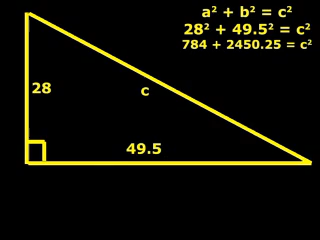 a² + b² = c²
28² + 49.5² = c²
784 + 2450.25 = c²
28
c
49.5